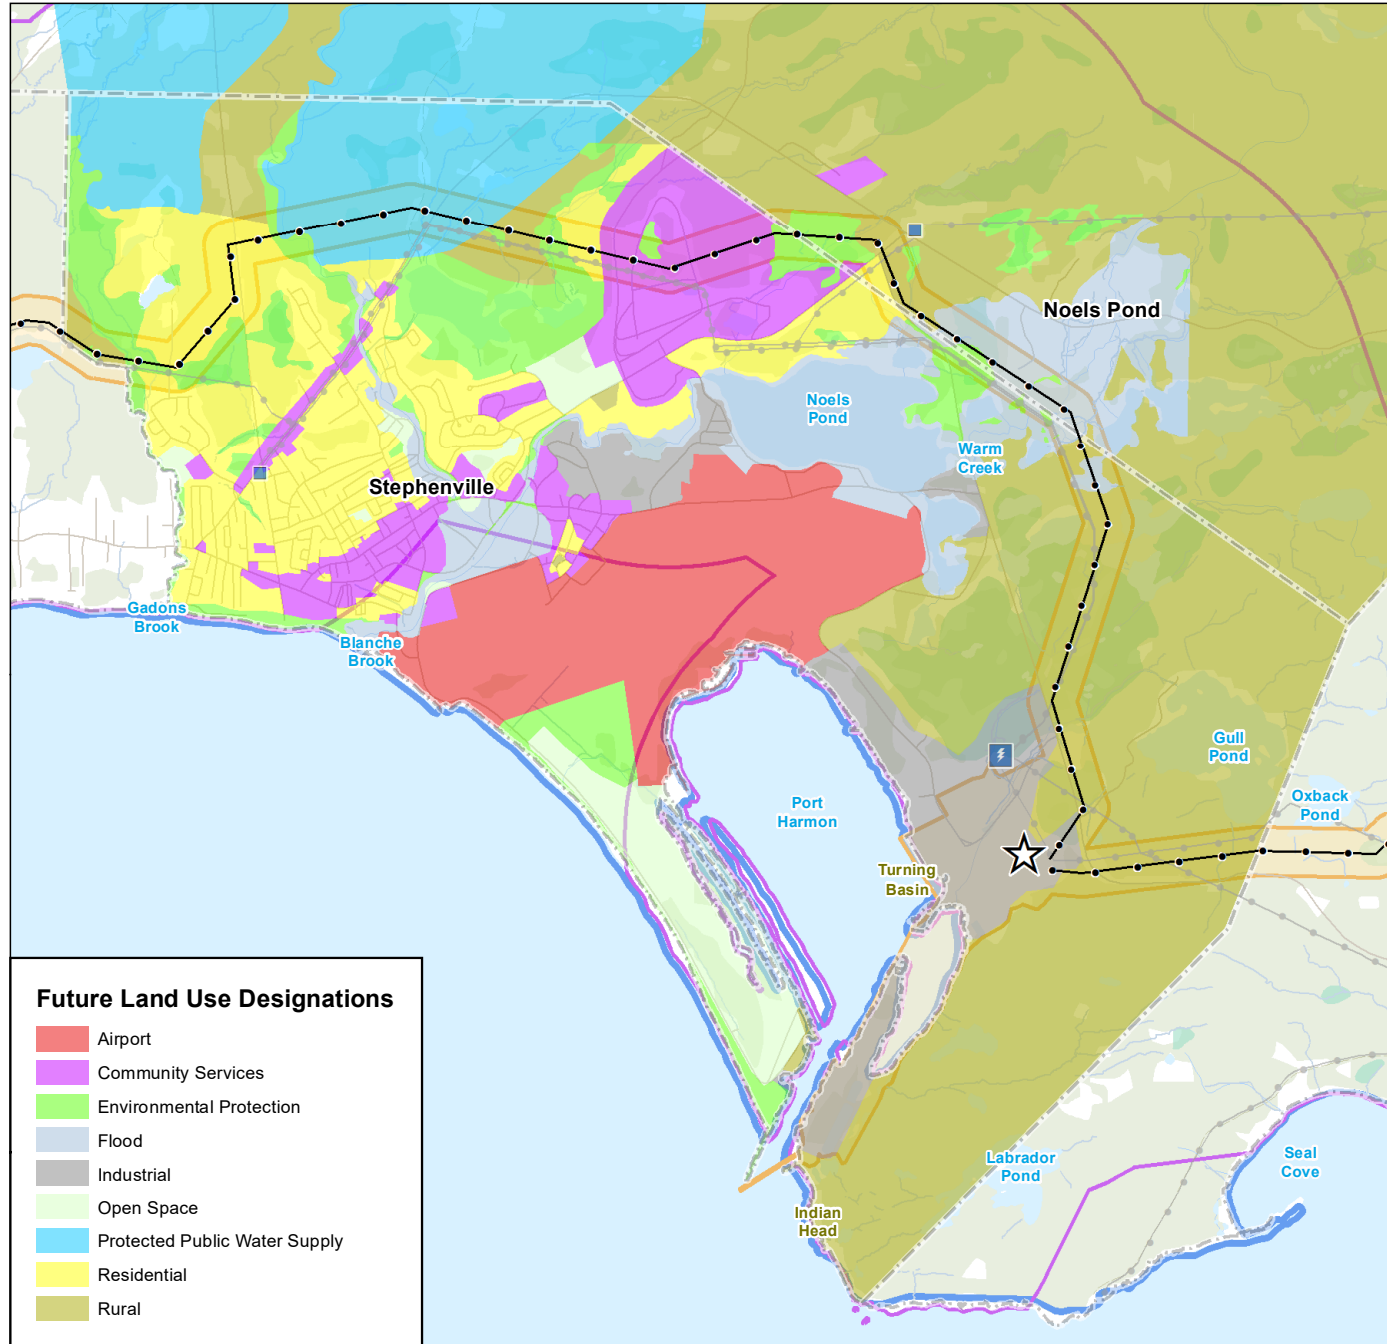 Noels Pond
Noels
Pond
Warm
Creek
Stephenville
Gadons
Brook
Blanche
Brook
Gull
Pond
Oxback
Pond
Port
Harmon
Turning
Basin
Labrador
Pond
Seal
Cove
Indian
Head
Future Land Use Designations
Airport
Community Services
Environmental Protection
Flood
Industrial
Open Space
Protected Public Water Supply
Residential
Rural